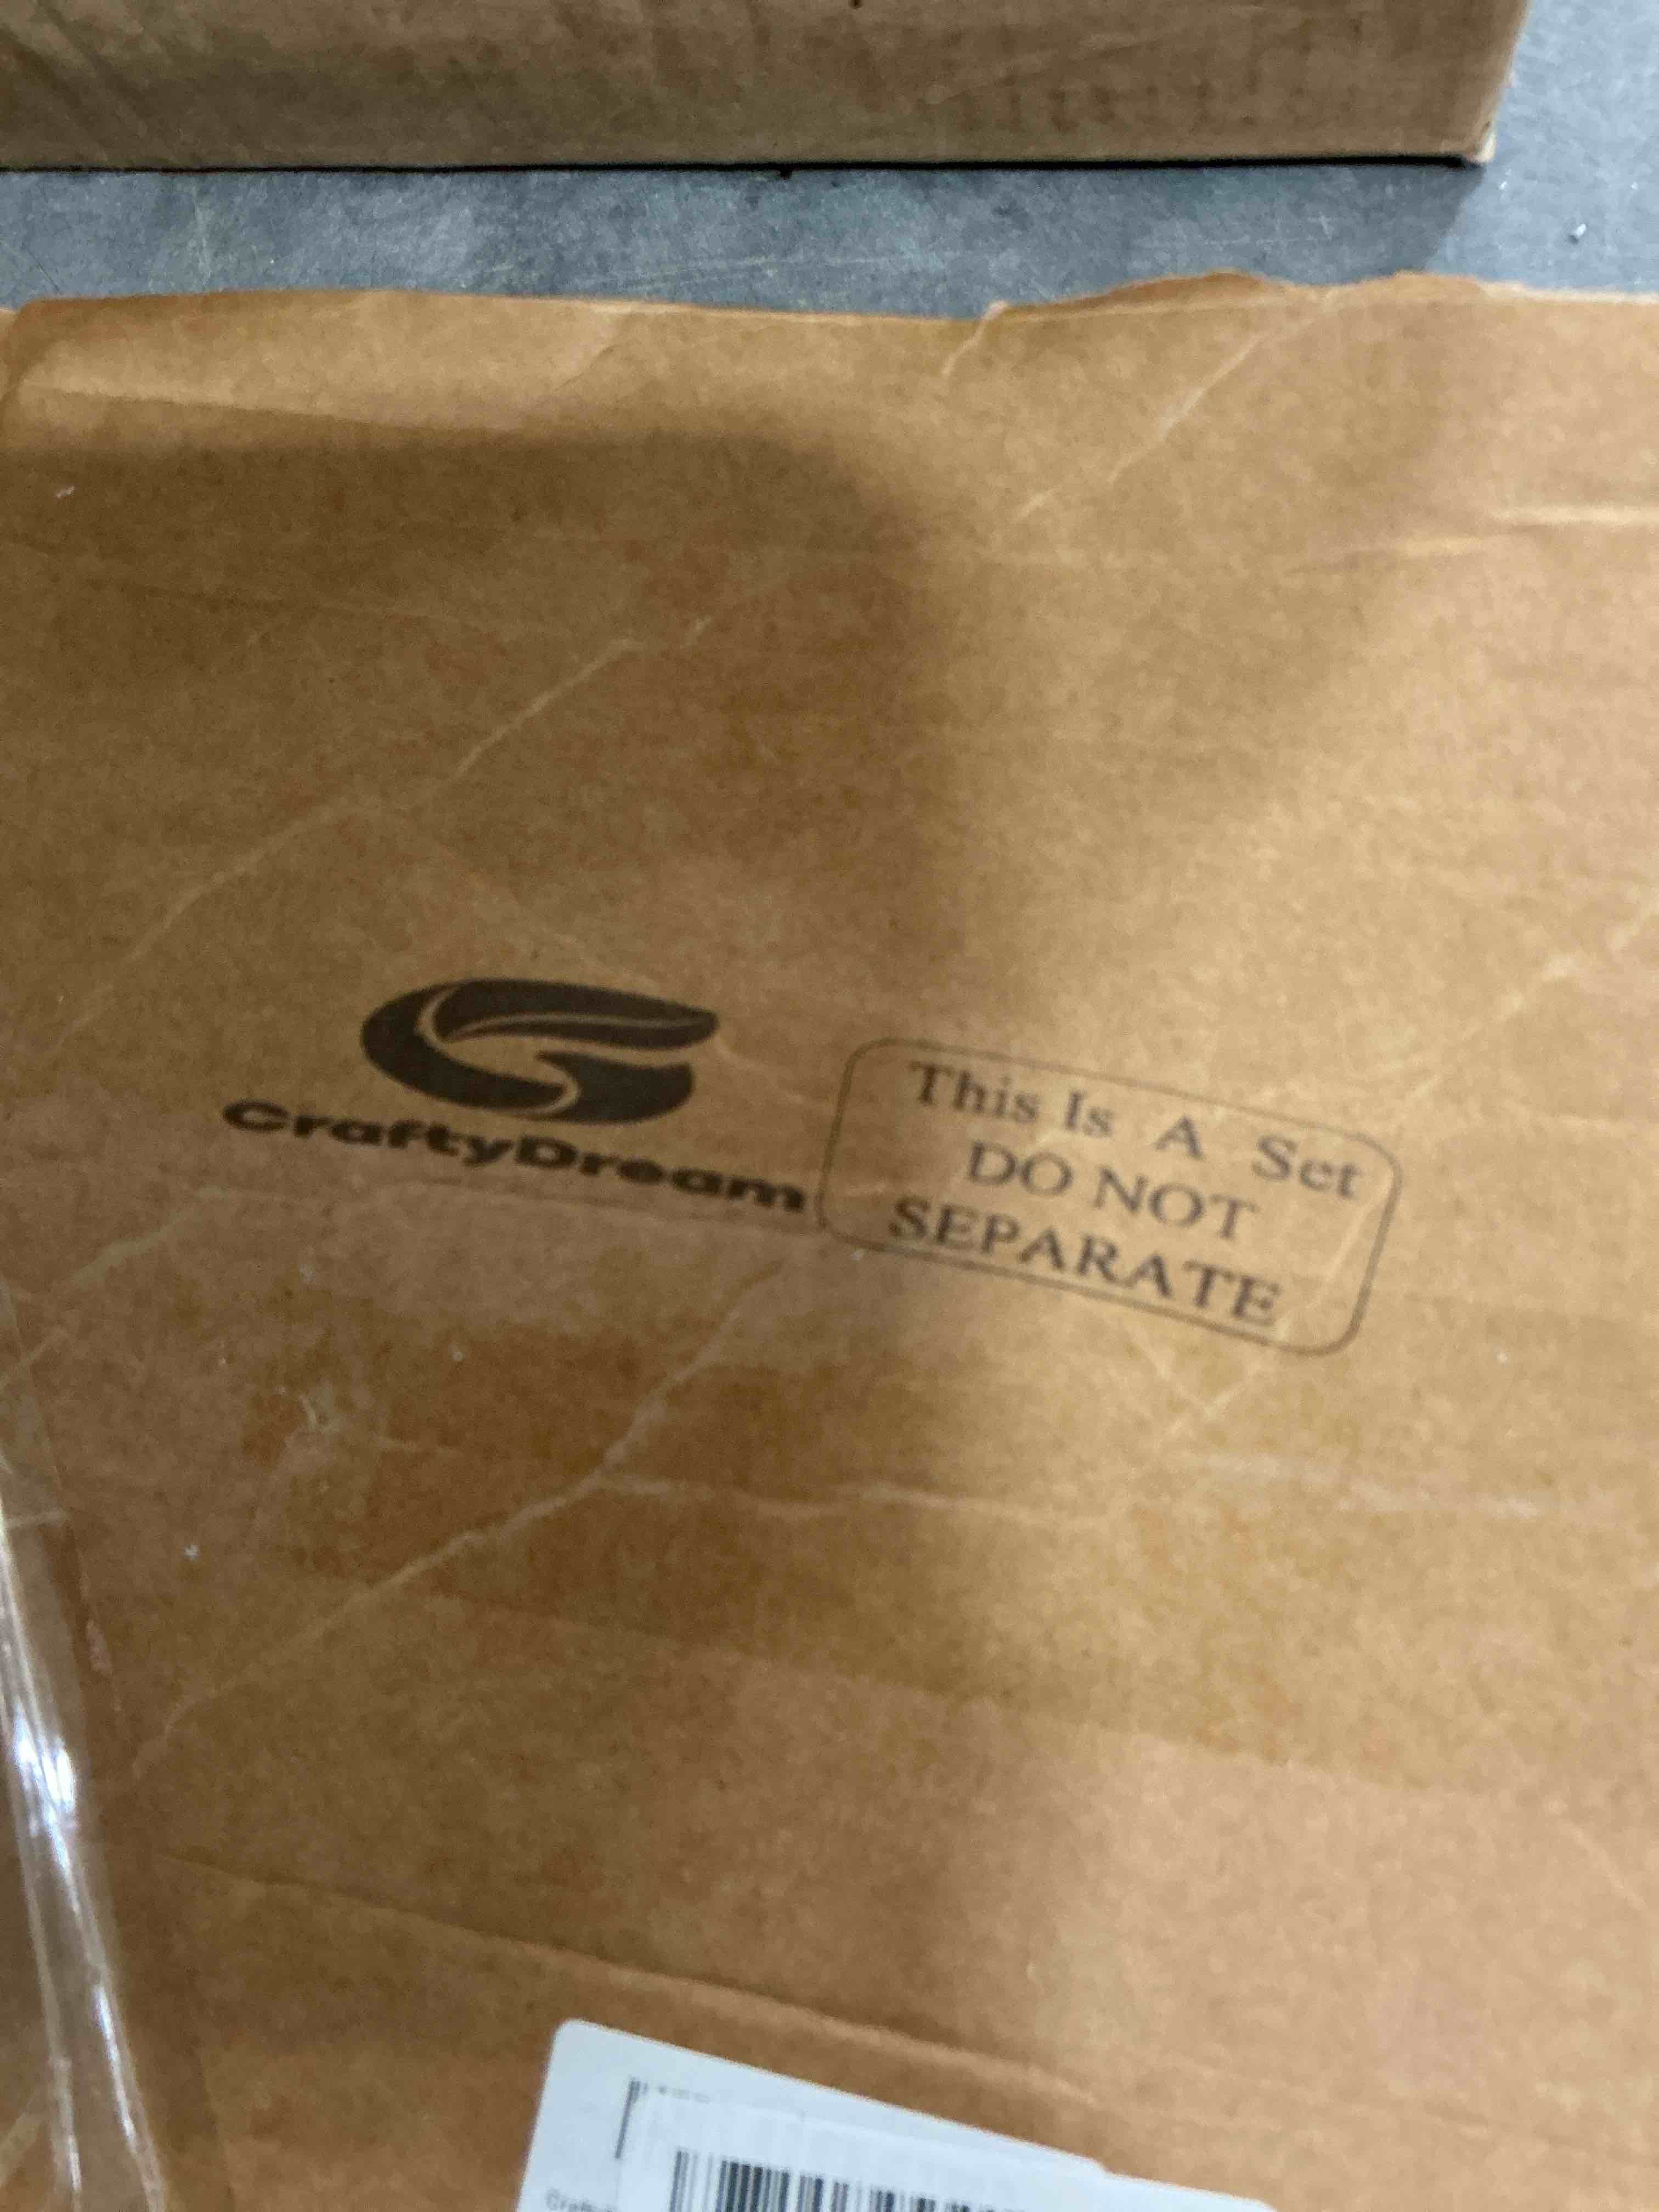 CraftyDream
This Is A Set
DO NOT
SEPARATE